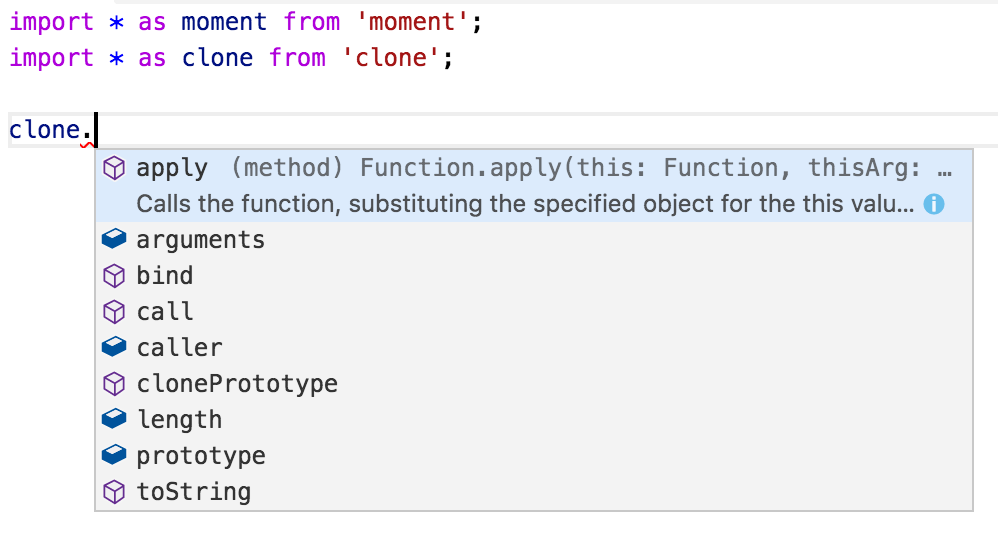 import * as moment from 'moment';
import * as clone from 'clone';
clone.
apply (method) Function.apply(this: Function, thisArg: …
Calls the function, substituting the specified object for the this valu...
arguments
bind
call
caller
clonePrototype
length
prototype
toString